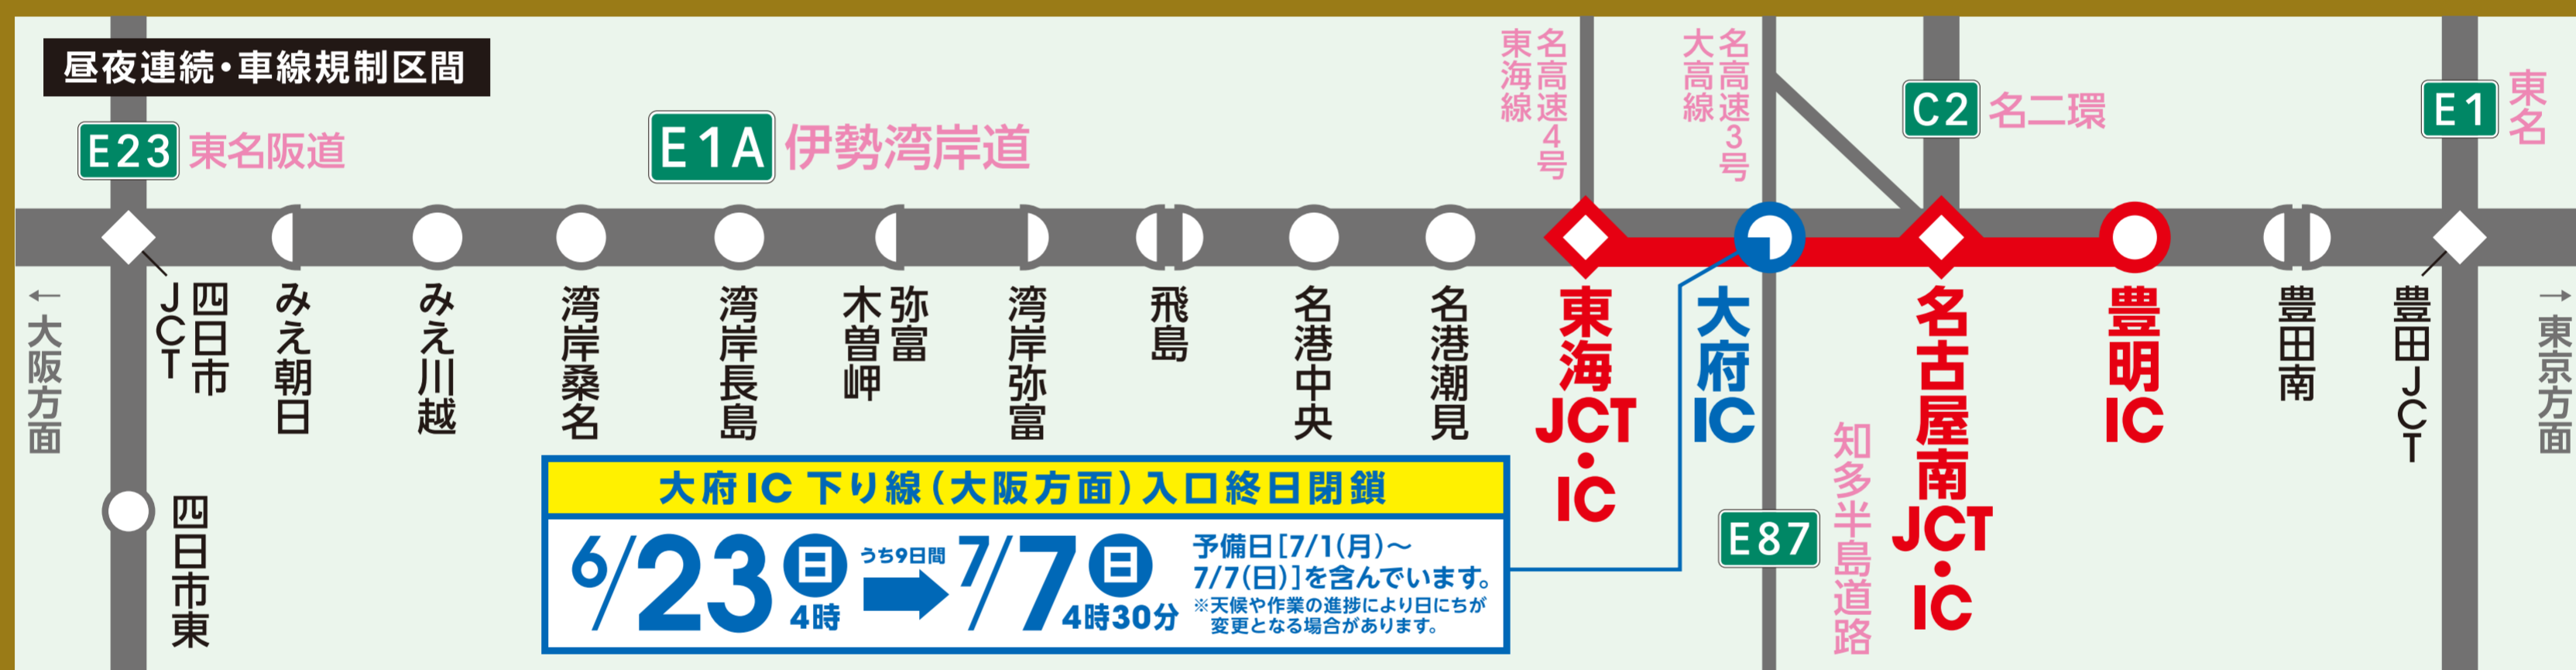 昼夜連続・車線規制区間
E23 東名阪道
E1A 伊勢湾岸道
名高速4号
東海線
名高速3号
大高線
C2 名二環
E1 東名
←大阪方面
四日市
JCT
みえ朝日
みえ川越
湾岸桑名
湾岸長島
弥富
木曽岬
湾岸弥富
飛島
名港中央
名港潮見
東海JCT・IC
大府IC
名古屋南JCT・IC
豊明IC
豊田南
豊田JCT
→東京方面
四日市東
E87 知多半島道路
大府IC 下り線(大阪方面)入口終日閉鎖
6/23日4時
うち9日間
7/7日4時30分
予備日[7/1(月)〜
7/7(日)]を含んでいます。
※天候や作業の進捗により日にちが
変更となる場合があります。